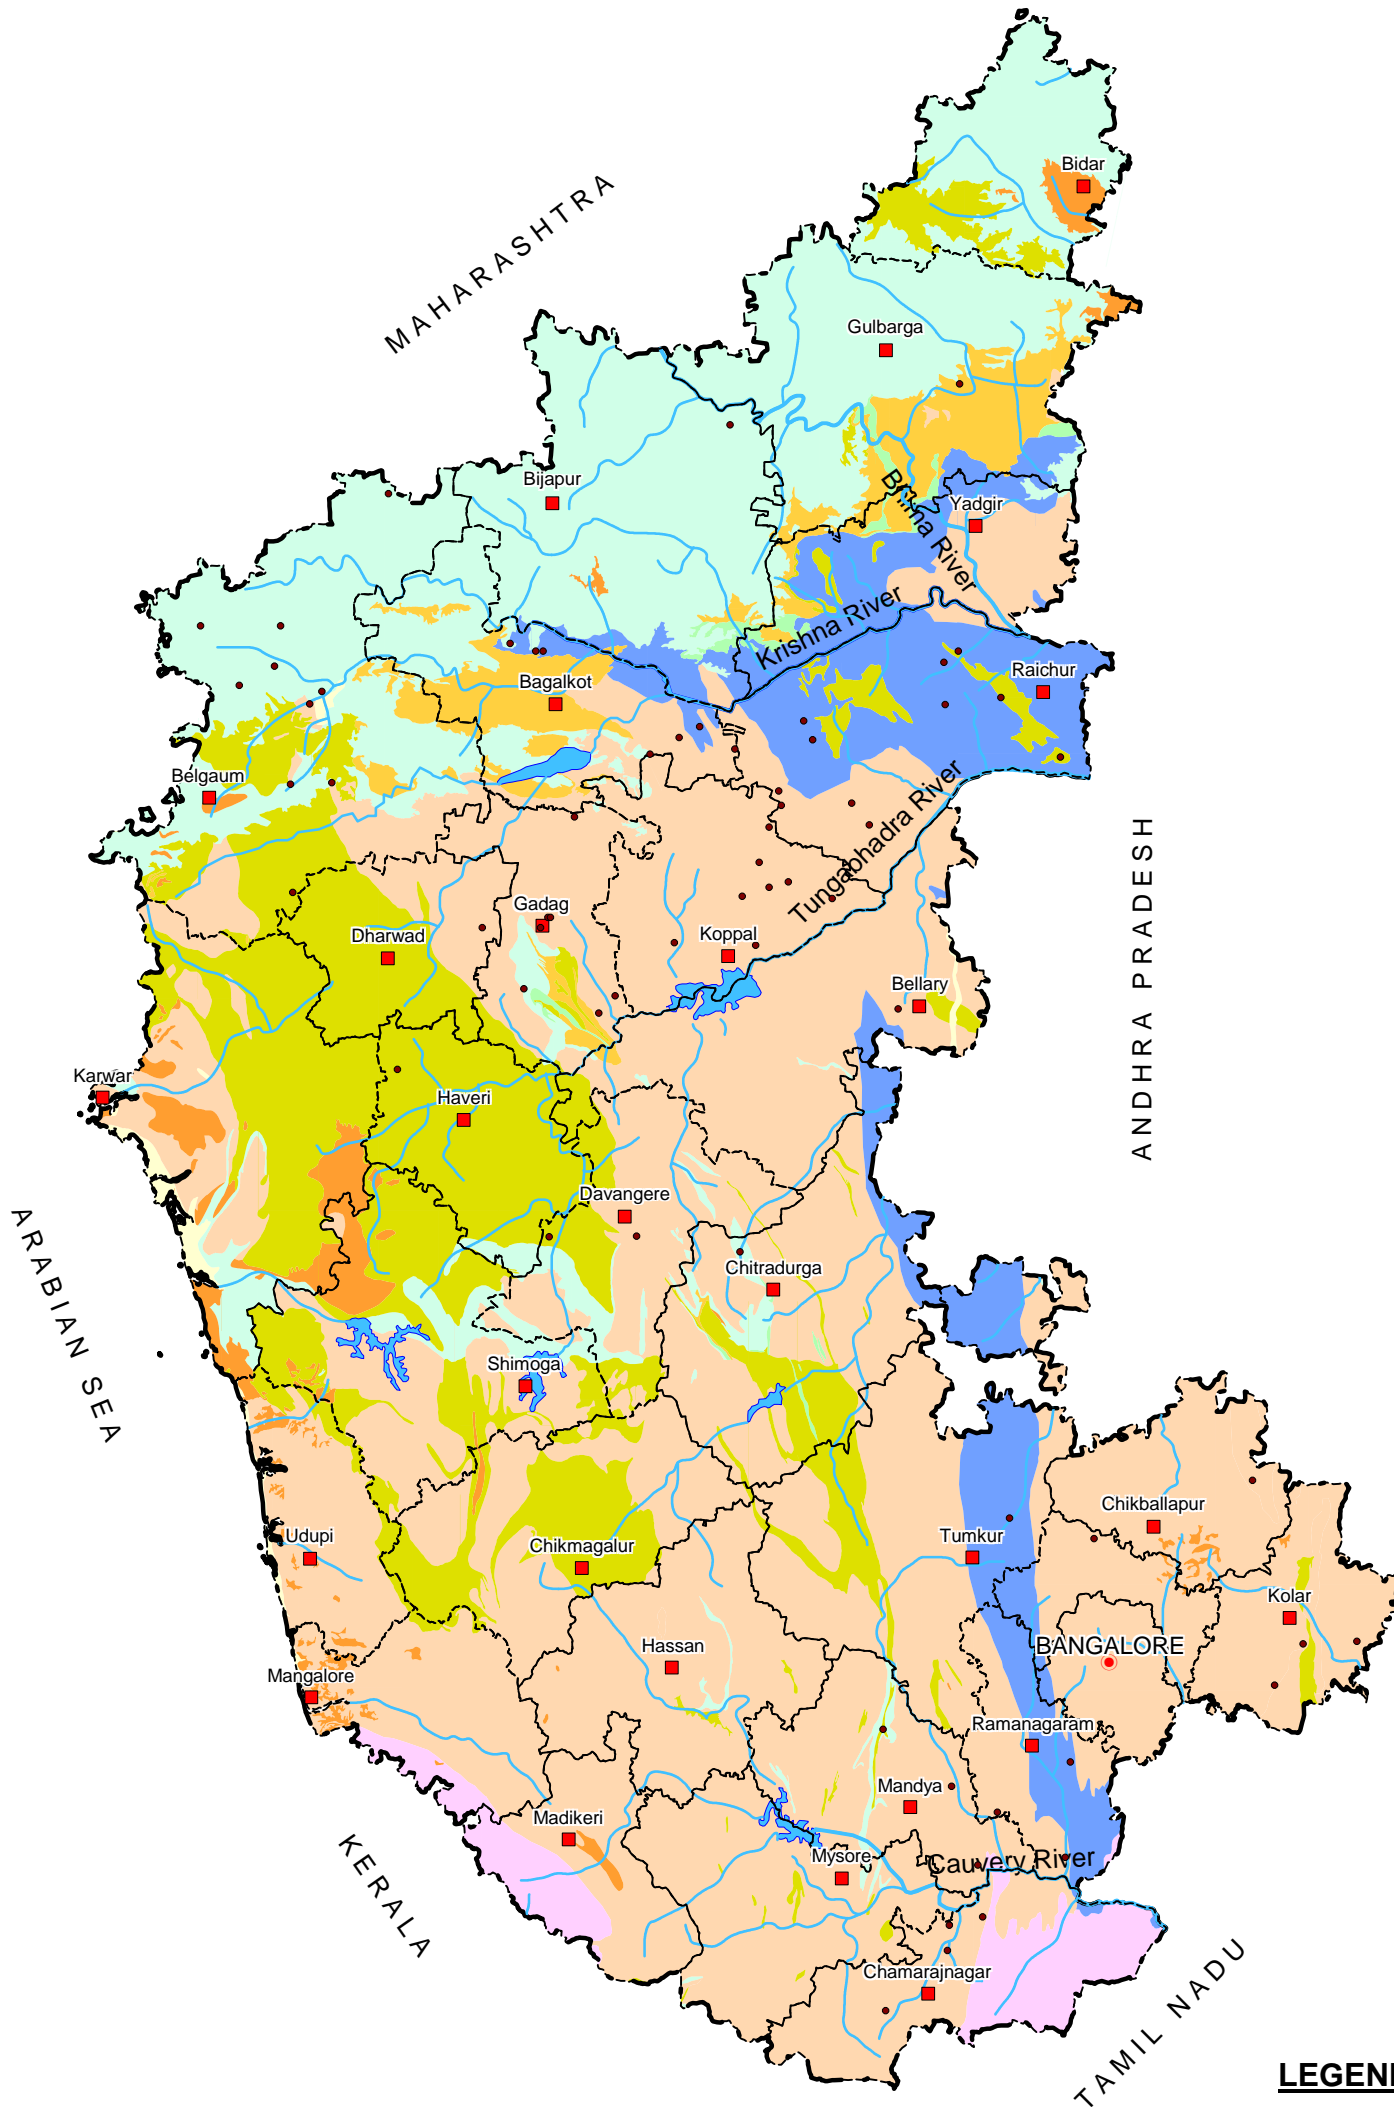 Bidar
MAHARASHTRA
Gulbarga
Bijapur
Bhima River
Yadgir
Krishna River
Raichur
Bagalkot
Belgaum
Tungabhadra River
ANDHRA PRADESH
Gadag
Dharwad
Koppal
Bellary
Karwar
Haveri
Davangere
ARABIAN SEA
Chitradurga
Shimoga
Chikballapur
Udupi
Chikmagalur
Tumkur
Kolar
Hassan
BANGALORE
Mangalore
Ramanagaram
Mandya
Madikeri
Mysore
Cauvery River
KERALA
Chamarajnagar
TAMIL NADU